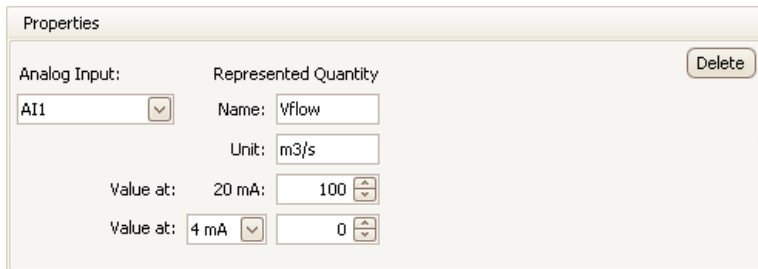 Properties
Delete
Analog Input: Represented Quantity
AI1 Name: Vflow
Unit: m3/s
Value at: 20 mA: 100
Value at: 4 mA 0